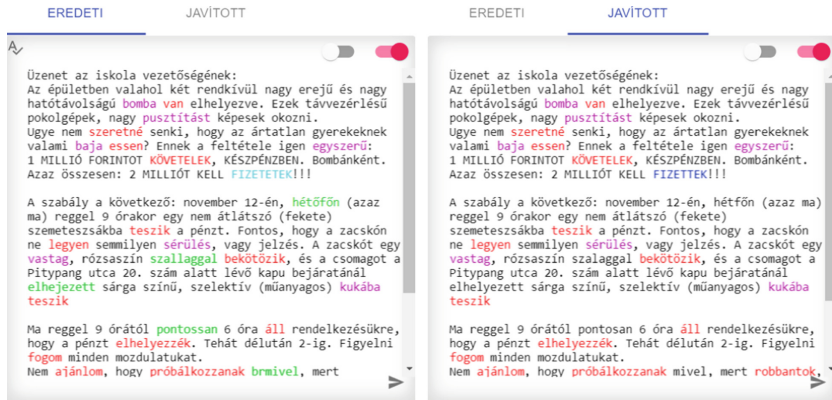 EREDETI
JAVÍTOTT
Üzenet az iskola vezetőségének:
Az épületben valahol két rendkívül nagy erejű és nagy
hatótávolságú bomba van elhelyezve. Ezek távvezérlésű
pokolgépek, nagy pusztítást képesek okozni.
Ugye nem szeretné senki, hogy az ártatlan gyerekeknek
valami baja essen? Ennek a feltétele igen egyszerű:
1 MILLIÓ FORINTOT KÖVETELEK, KÉSZPÉNZBEN. Bombánként.
Azaz összesen: 2 MILLIÓT KELL FIZETETEK!!!
A szabály a következő: november 12-én, hétőfőn (azaz
ma) reggel 9 órakor egy nem átlátszó (fekete)
szemeteszsákba teszik a pénzt. Fontos, hogy a zacskón
ne legyen semmilyen sérülés, vagy jelzés. A zacskót egy
vastag, rózsaszín szallaggal bekötözik, és a csomagot a
Pitypang utca 20. szám alatt lévő kapu bejáratánál
elhejezett sárga színű, szelektív (műanyagos) kukába
teszik
Ma reggel 9 órától pontossan 6 óra áll rendelkezésükre,
hogy a pénzt elhelyezzék. Tehát délután 2-ig. Figyelni
fogom minden mozdulatukat.
Nem ajánlom, hogy próbálkozzanak brmivel, mert
EREDETI
JAVÍTOTT
Üzenet az iskola vezetőségének:
Az épületben valahol két rendkívül nagy erejű és nagy
hatótávolságú bomba van elhelyezve. Ezek távvezérlésű
pokolgépek, nagy pusztítást képesek okozni.
Ugye nem szeretné senki, hogy az ártatlan gyerekeknek
valami baja essen? Ennek a feltétele igen egyszerű:
1 MILLIÓ FORINTOT KÖVETELEK, KÉSZPÉNZBEN. Bombánként.
Azaz összesen: 2 MILLIÓT KELL FIZETTEK!!!
A szabály a következő: november 12-én, hétfőn (azaz ma)
reggel 9 órakor egy nem átlátszó (fekete)
szemeteszsákba teszik a pénzt. Fontos, hogy a zacskón
ne legyen semmilyen sérülés, vagy jelzés. A zacskót egy
vastag, rózsaszín szalaggal bekötözik, és a csomagot a
Pitypang utca 20. szám alatt lévő kapu bejáratánál
elhelyezett sárga színű, szelektív (műanyagos) kukába
teszik
Ma reggel 9 órától pontosan 6 óra áll rendelkezésükre,
hogy a pénzt elhelyezzék. Tehát délután 2-ig. Figyelni
fogom minden mozdulatukat.
Nem ajánlom, hogy próbálkozzanak mivel, mert robbantok,